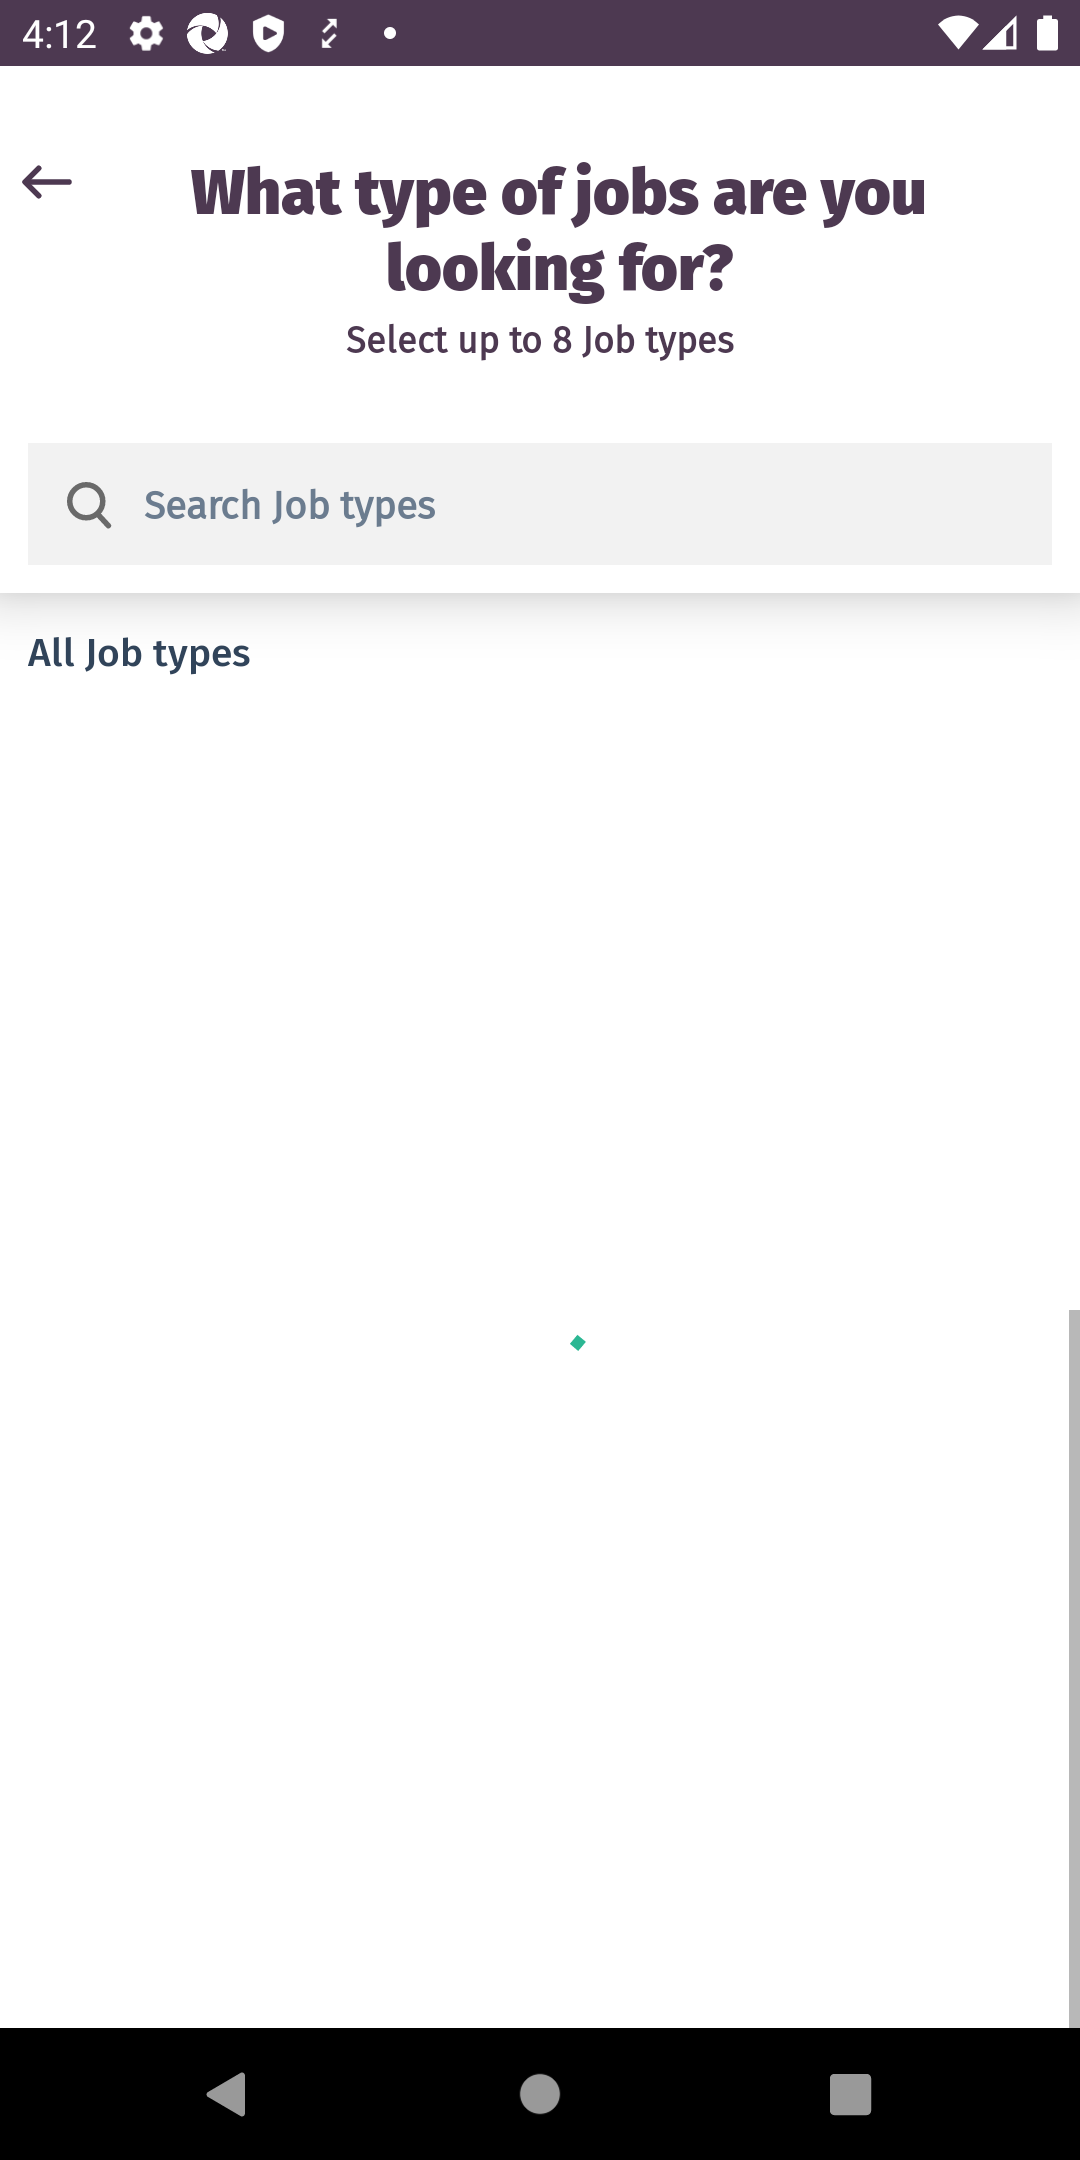 4:12
What type of jobs are you
looking for?
Select up to 8 Job types
Search Job types
All Job types